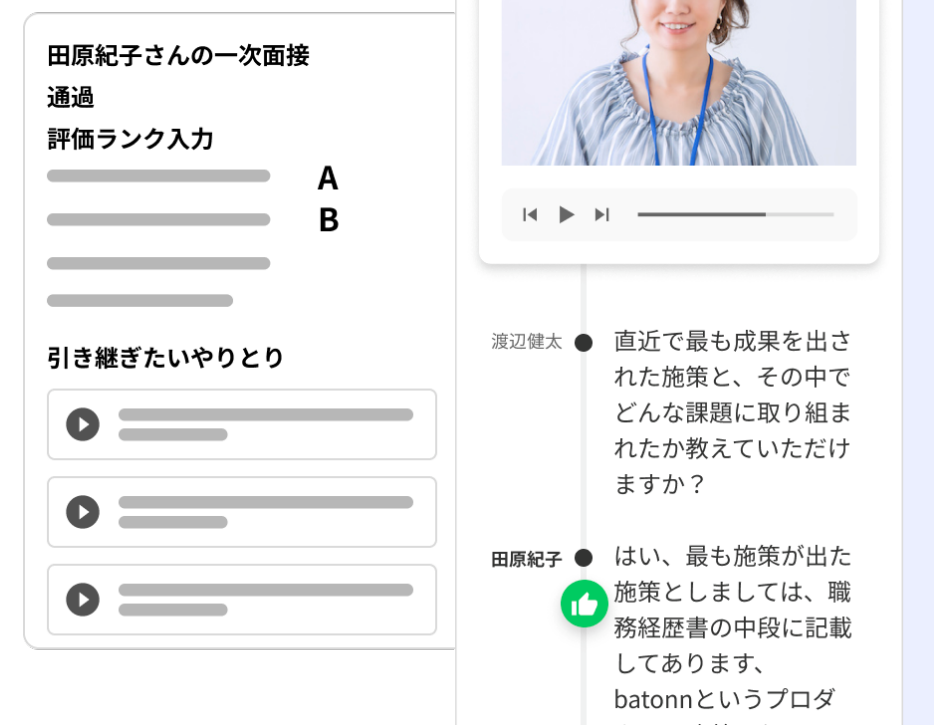 田原紀子さんの一次面接
通過
評価ランク入力
A
B
引き継ぎたいやりとり
渡辺健太
直近で最も成果を出さ
れた施策と、その中で
どんな課題に取り組ま
れたか教えていただけ
ますか？
田原紀子
はい、最も施策が出た
施策としましては、職
務経歴書の中段に記載
してあります、
batonnというプロダ